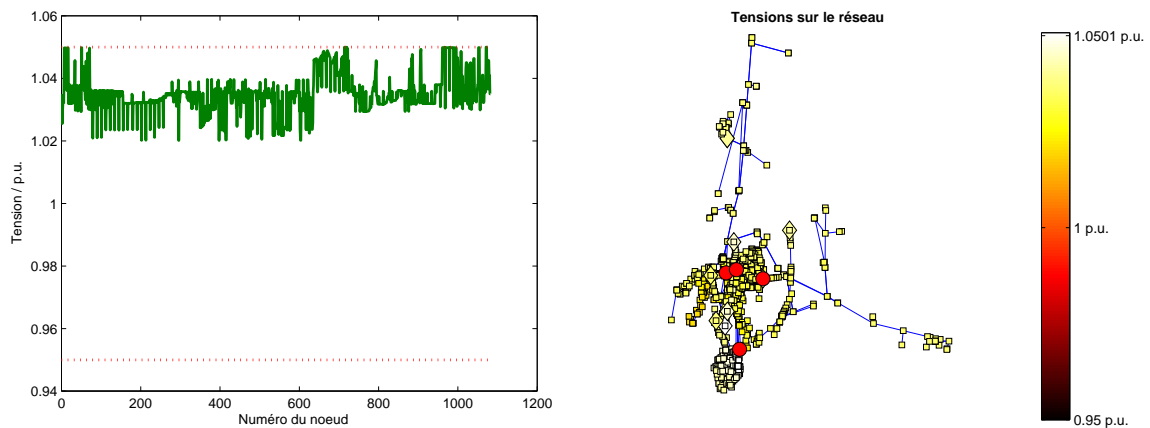 1.06
1.04
1.02
1
0.98
0.96
0.94
Tension / p.u.
0
200
400
600
800
1000
1200
Numéro du noeud
Tensions sur le réseau
1.0501 p.u.
1 p.u.
0.95 p.u.